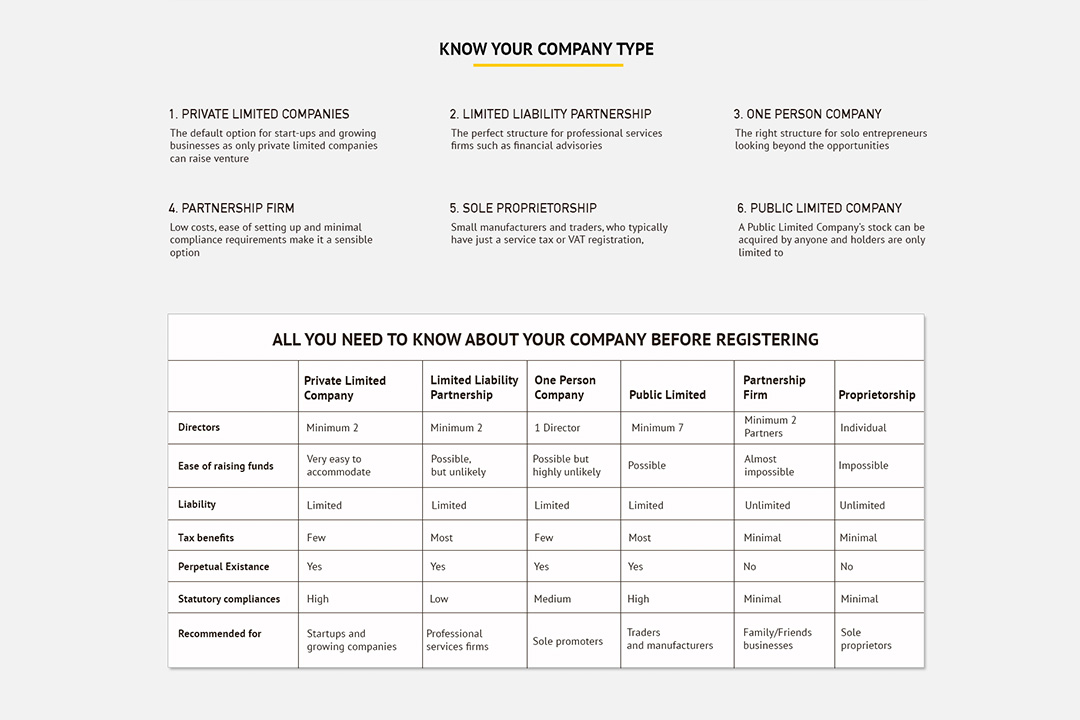 KNOW YOUR COMPANY TYPE
1. PRIVATE LIMITED COMPANIES
The default option for start-ups and growing
businesses as only private limited companies
can raise venture
2. LIMITED LIABILITY PARTNERSHIP
The perfect structure for professional services
firms such as financial advisories
3. ONE PERSON COMPANY
The right structure for solo entrepreneurs
looking beyond the opportunities
4. PARTNERSHIP FIRM
Low costs, ease of setting up and minimal
compliance requirements make it a sensible
option
5. SOLE PROPRIETORSHIP
Small manufacturers and traders, who typically
have just a service tax or VAT registration,
6. PUBLIC LIMITED COMPANY
A Public Limited Company's stock can be
acquired by anyone and holders are only
limited to
ALL YOU NEED TO KNOW ABOUT YOUR COMPANY BEFORE REGISTERING
Private Limited
Company
Limited Liability
Partnership
One Person
Company
Public Limited
Partnership
Firm
Proprietorship
Directors
Minimum 2
Minimum 2
1 Director
Minimum 7
Minimum 2
Partners
Individual
Ease of raising funds
Very easy to
accommodate
Possible,
but unlikely
Possible but
highly unlikely
Possible
Almost
impossible
Impossible
Liability
Limited
Limited
Limited
Limited
Unlimited
Unlimited
Tax benefits
Few
Most
Few
Most
Minimal
Minimal
Perpetual Existance
Yes
Yes
Yes
Yes
No
No
Statutory compliances
High
Low
Medium
High
Minimal
Minimal
Recommended for
Startups and
growing companies
Professional
services firms
Sole promoters
Traders
and manufacturers
Family/Friends
businesses
Sole
proprietors